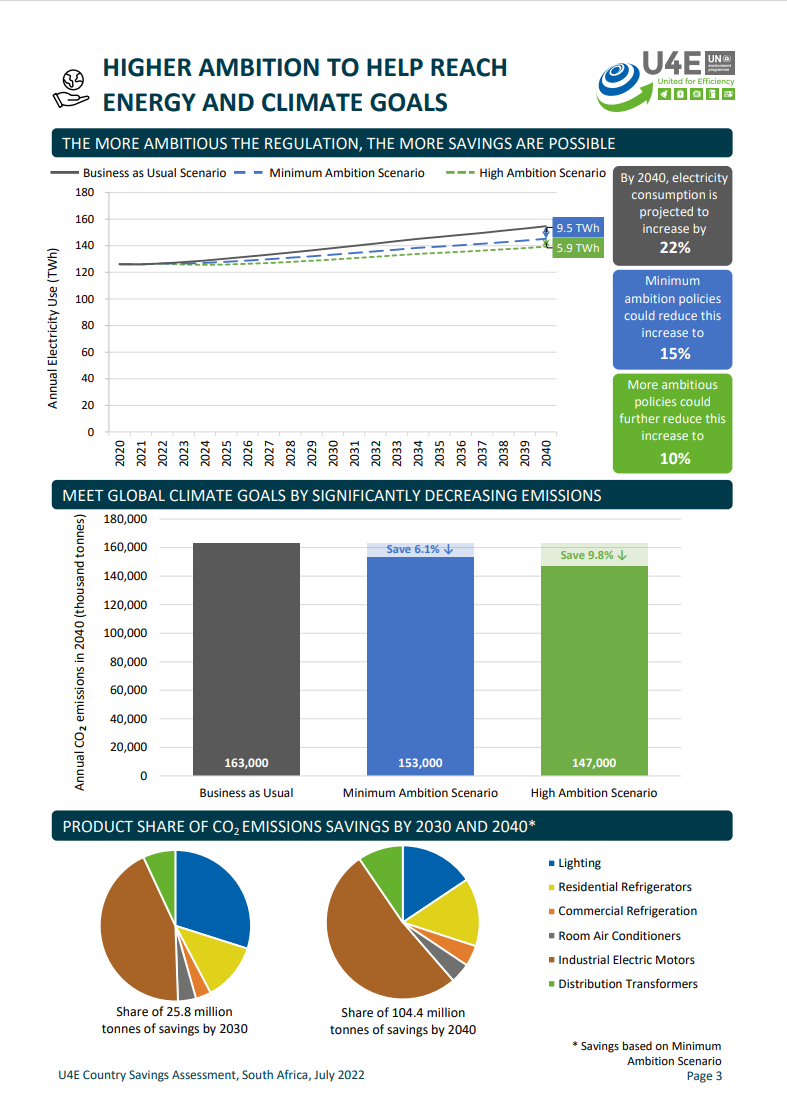 HIGHER AMBITION TO HELP REACH
ENERGY AND CLIMATE GOALS
U4E
UN
environment
programme
United for Efficiency
THE MORE AMBITIOUS THE REGULATION, THE MORE SAVINGS ARE POSSIBLE
Business as Usual Scenario
Minimum Ambition Scenario
High Ambition Scenario
Annual Electricity Use (TWh)
180
160
140
120
100
80
60
40
20
0
9.5 TWh
5.9 TWh
2020
2021
2022
2023
2024
2025
2026
2027
2028
2029
2030
2031
2032
2033
2034
2035
2036
2037
2038
2039
2040
By 2040, electricity
consumption is
projected to
increase by
22%
Minimum
ambition policies
could reduce this
increase to
15%
More ambitious
policies could
further reduce this
increase to
10%
MEET GLOBAL CLIMATE GOALS BY SIGNIFICANTLY DECREASING EMISSIONS
Annual CO₂ emissions in 2040 (thousand tonnes)
180,000
160,000
140,000
120,000
100,000
80,000
60,000
40,000
20,000
0
Save 6.1% ↓
Save 9.8% ↓
163,000
153,000
147,000
Business as Usual
Minimum Ambition Scenario
High Ambition Scenario
PRODUCT SHARE OF CO₂ EMISSIONS SAVINGS BY 2030 AND 2040*
Lighting
Residential Refrigerators
Commercial Refrigeration
Room Air Conditioners
Industrial Electric Motors
Distribution Transformers
Share of 25.8 million
tonnes of savings by 2030
Share of 104.4 million
tonnes of savings by 2040
* Savings based on Minimum
Ambition Scenario
U4E Country Savings Assessment, South Africa, July 2022
Page 3